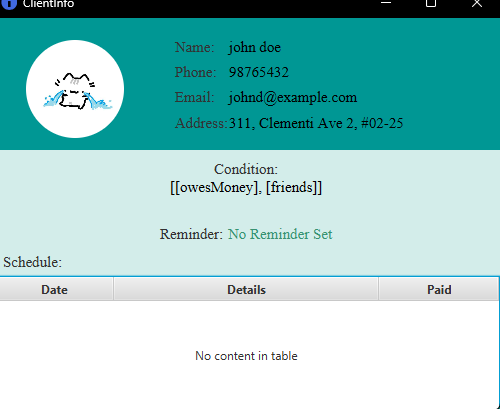 ClientInfo
Name: john doe
Phone: 98765432
Email: johnd@example.com
Address: 311, Clementi Ave 2, #02-25
Condition:
[[owesMoney], [friends]]
Reminder: No Reminder Set
Schedule:
Date Details Paid
No content in table